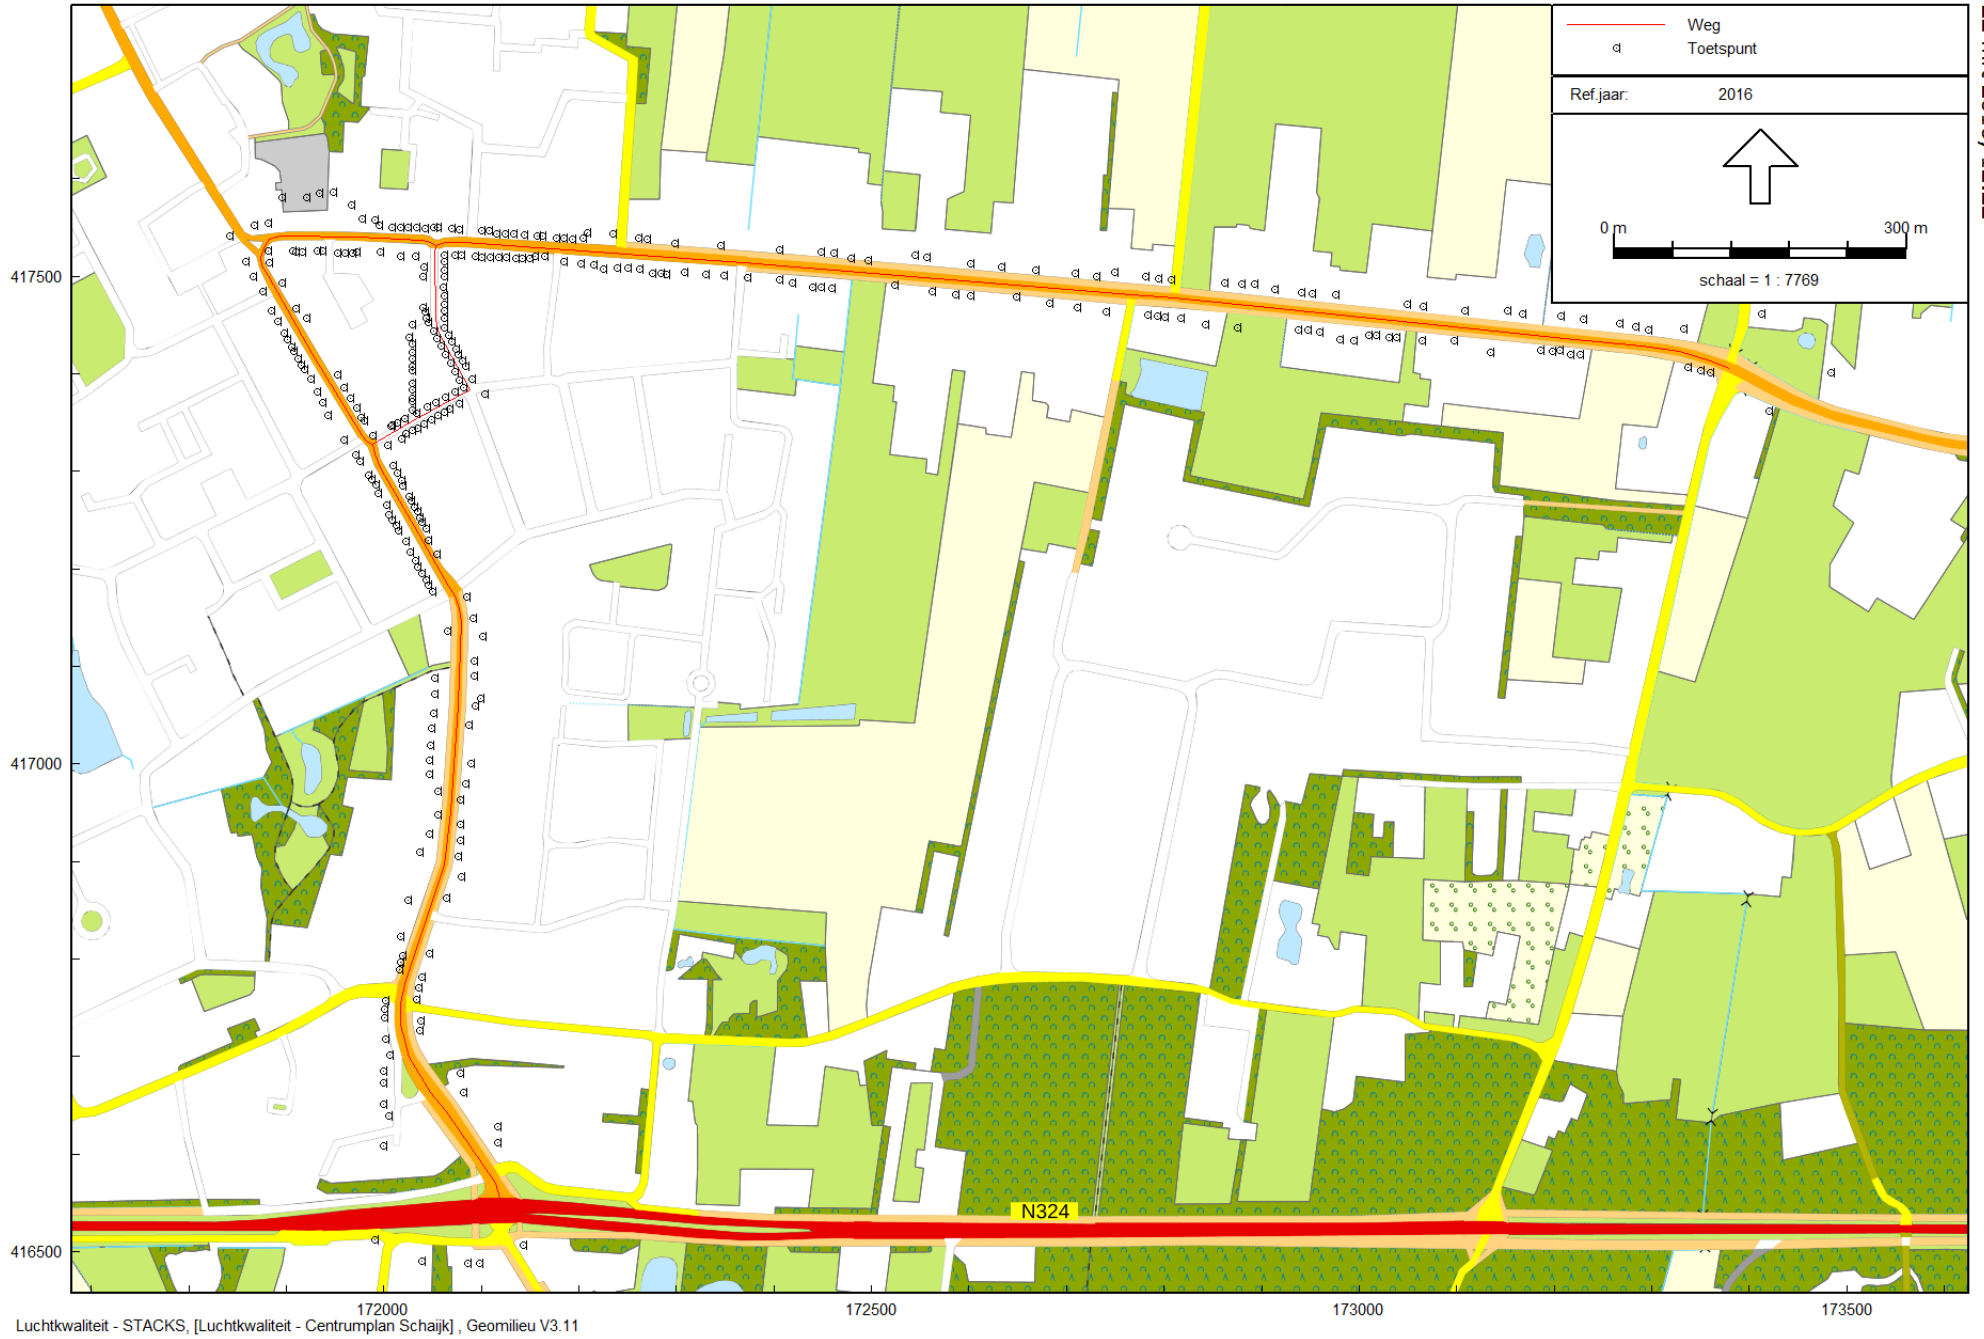 Weg
Toetspunt
Ref.jaar: 2016
0 m 300 m
schaal = 1 : 7769
417500
417000
N324
416500
172000 172500 173000 173500
Luchtkwaliteit - STACKS, [Luchtkwaliteit - Centrumplan Schaijk] , Geomilieu V3.11